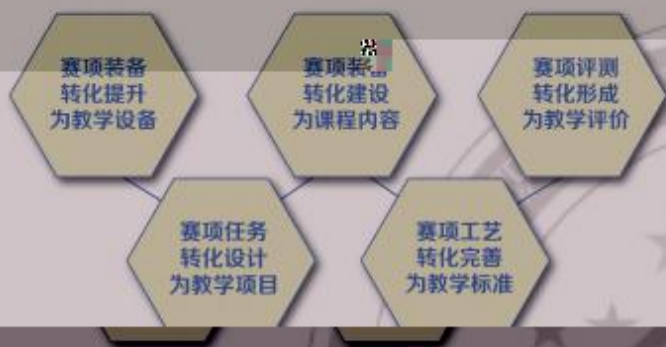 赛项装备
转化提升
为教学设备
赛项装
转化建设
为课程内容
赛项评测
转化形成
为教学评价
赛项任务
转化设计
为教学项目
赛项工艺
转化完善
为教学标准